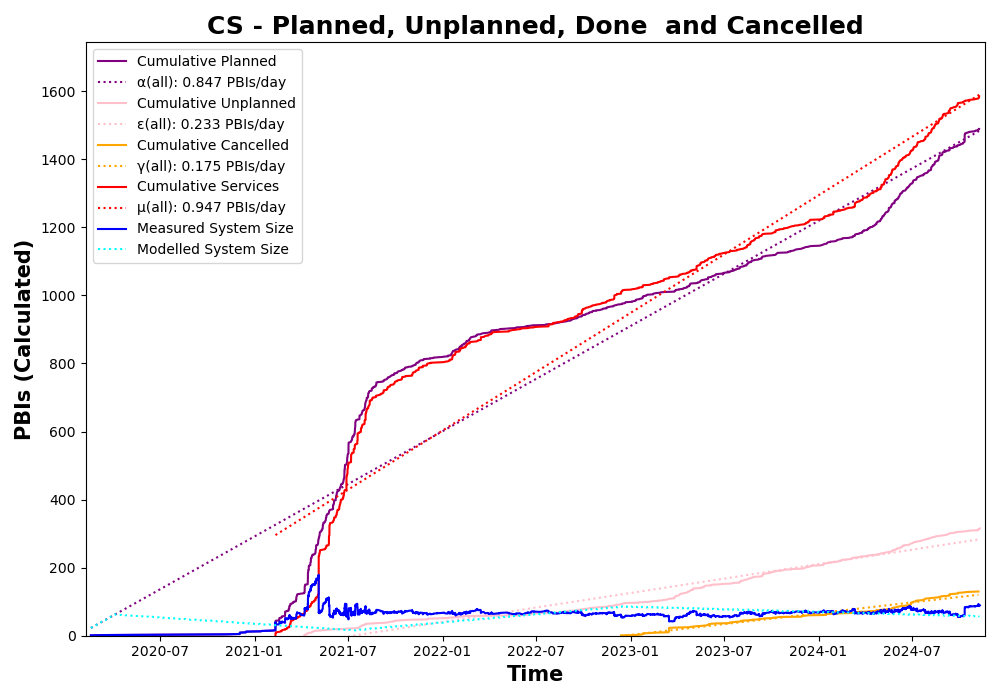 CS - Planned, Unplanned, Done  and Cancelled
Cumulative Planned
α(all): 0.847 PBIs/day
Cumulative Unplanned
ε(all): 0.233 PBIs/day
Cumulative Cancelled
γ(all): 0.175 PBIs/day
Cumulative Services
μ(all): 0.947 PBIs/day
Measured System Size
Modelled System Size
PBIs (Calculated)
1600
1400
1200
1000
800
600
400
200
0
2020-07 2021-01 2021-07 2022-01 2022-07 2023-01 2023-07 2024-01 2024-07
Time